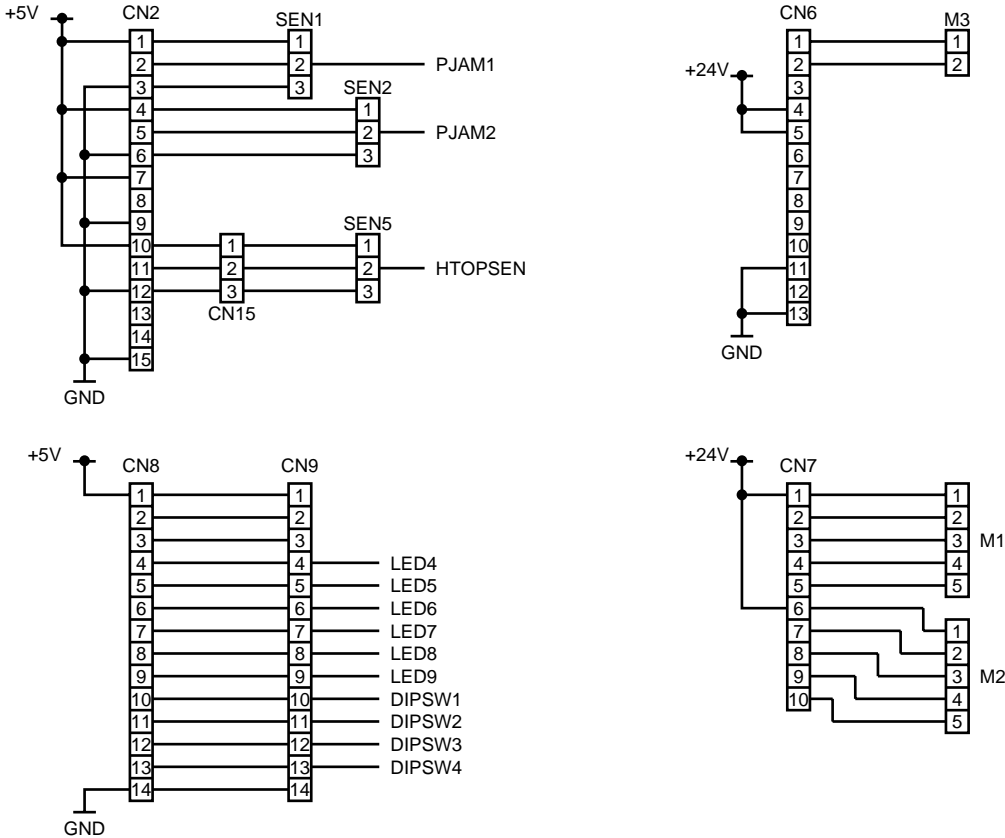 +5V CN2 SEN1
1 1
2 2 PJAM1
3 3 SEN2
4 1
5 2 PJAM2
6 3
7
8
9 SEN5
10 1 1
11 2 2 HTOPSEN
12 3 3
13 CN15
14
15
GND
CN6 M3
1 1
2 2
+24V
3
4
5
6
7
8
9
10
11
12
13
GND
+5V CN8 CN9
1 1
2 2
3 3
4 4 LED4
5 5 LED5
6 6 LED6
7 7 LED7
8 8 LED8
9 9 LED9
10 10 DIPSW1
11 11 DIPSW2
12 12 DIPSW3
13 13 DIPSW4
14 14
GND
+24V CN7
1 1
2 2
3 3 M1
4 4
5 5
6
7 1
8 2
9 3 M2
10 4
5